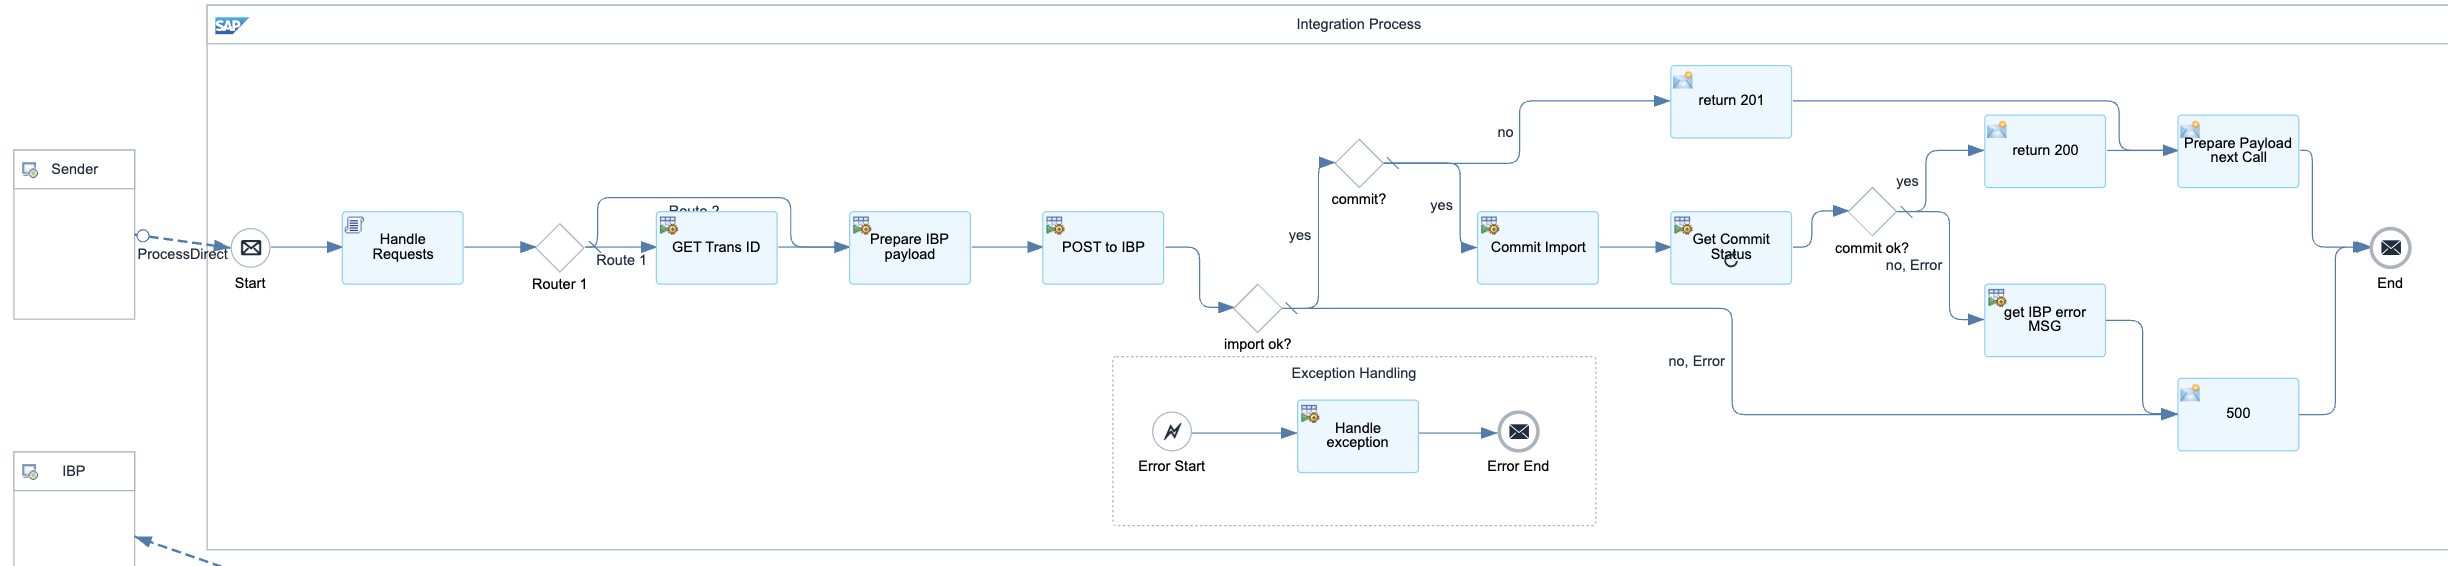 SAP
Integration Process
Sender
ProcessDirect
Start
Handle
Requests
Router 1
Route 2
Route 1
GET Trans ID
Prepare IBP
payload
POST to IBP
import ok?
yes
no, Error
commit?
no
yes
return 201
Commit Import
Get Commit
Status
commit ok?
yes
no, Error
return 200
get IBP error
MSG
Prepare Payload
next Call
500
End
Exception Handling
Error Start
Handle
exception
Error End
IBP